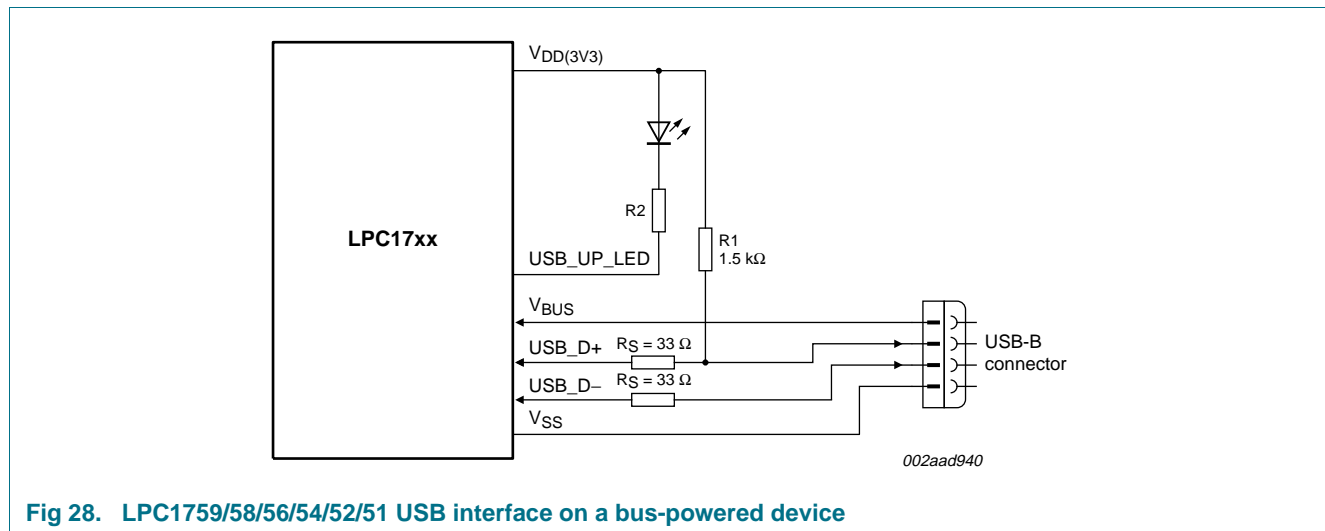 VDD(3V3)
R2
LPC17xx
R1
1.5 kΩ
USB_UP_LED
VBUS
USB_D+ RS = 33 Ω
USB-B
connector
USB_D− RS = 33 Ω
VSS
002aad940
Fig 28. LPC1759/58/56/54/52/51 USB interface on a bus-powered device